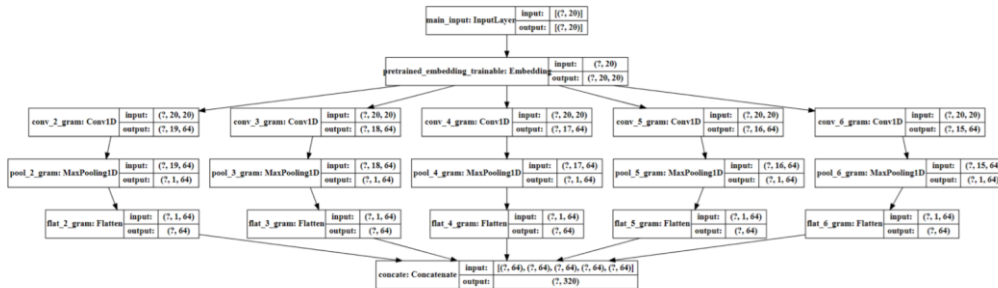 main_input: InputLayer input: [(?, 20)]
output: [(?, 20)]
pretrained_embedding_trainable: Embedding input: (?, 20)
output: (?, 20, 20)
conv_2_gram: Conv1D input: (?, 20, 20)
output: (?, 19, 64)
conv_3_gram: Conv1D input: (?, 20, 20)
output: (?, 18, 64)
conv_4_gram: Conv1D input: (?, 20, 20)
output: (?, 17, 64)
conv_5_gram: Conv1D input: (?, 20, 20)
output: (?, 16, 64)
conv_6_gram: Conv1D input: (?, 20, 20)
output: (?, 15, 64)
pool_2_gram: MaxPooling1D input: (?, 19, 64)
output: (?, 1, 64)
pool_3_gram: MaxPooling1D input: (?, 18, 64)
output: (?, 1, 64)
pool_4_gram: MaxPooling1D input: (?, 17, 64)
output: (?, 1, 64)
pool_5_gram: MaxPooling1D input: (?, 16, 64)
output: (?, 1, 64)
pool_6_gram: MaxPooling1D input: (?, 15, 64)
output: (?, 1, 64)
flat_2_gram: Flatten input: (?, 1, 64)
output: (?, 64)
flat_3_gram: Flatten input: (?, 1, 64)
output: (?, 64)
flat_4_gram: Flatten input: (?, 1, 64)
output: (?, 64)
flat_5_gram: Flatten input: (?, 1, 64)
output: (?, 64)
flat_6_gram: Flatten input: (?, 1, 64)
output: (?, 64)
concate: Concatenate input: [(?, 64), (?, 64), (?, 64), (?, 64), (?, 64)]
output: (?, 320)